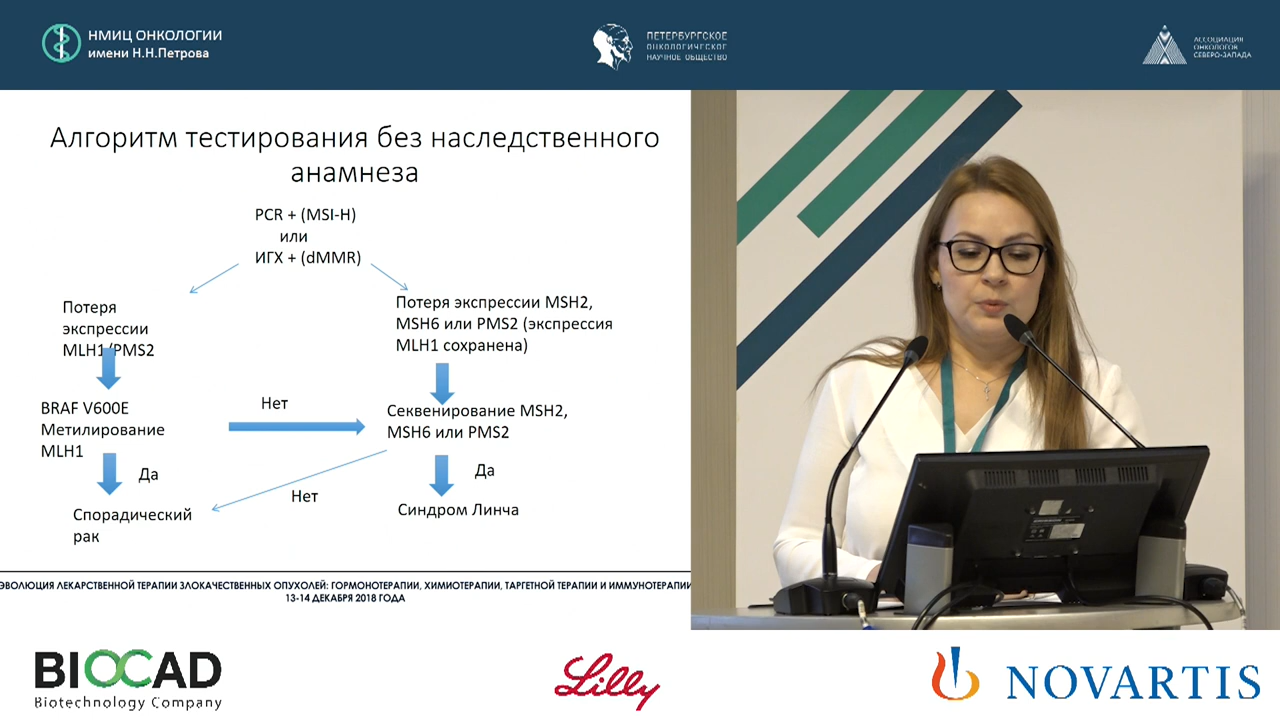 НМИЦ ОНКОЛОГИИ
имени Н.Н.Петрова
ПЕТЕРБУРГСКОЕ
ОНКОЛОГИЧЕСКОЕ
НАУЧНОЕ ОБЩЕСТВО
АССОЦИАЦИЯ
ОНКОЛОГОВ
СЕВЕРО-ЗАПАДА
Алгоритм тестирования без наследственного
анамнеза
PCR + (MSI-H)
или
ИГХ + (dMMR)
Потеря
экспрессии
MLH1/PMS2
Потеря экспрессии MSH2,
MSH6 или PMS2 (экспрессия
MLH1 сохранена)
BRAF V600E
Метилирование
MLH1
Нет
Секвенирование MSH2,
MSH6 или PMS2
Да
Да
Нет
Спорадический
рак
Синдром Линча
ЭВОЛЮЦИЯ ЛЕКАРСТВЕННОЙ ТЕРАПИИ ЗЛОКАЧЕСТВЕННЫХ ОПУХОЛЕЙ: ГОРМОНОТЕРАПИИ, ХИМИОТЕРАПИИ, ТАРГЕТНОЙ ТЕРАПИИ И ИММУНОТЕРАПИИ
13-14 ДЕКАБРЯ 2018 ГОДА
BIOCAD
Biotechnology Company
Lilly
NOVARTIS